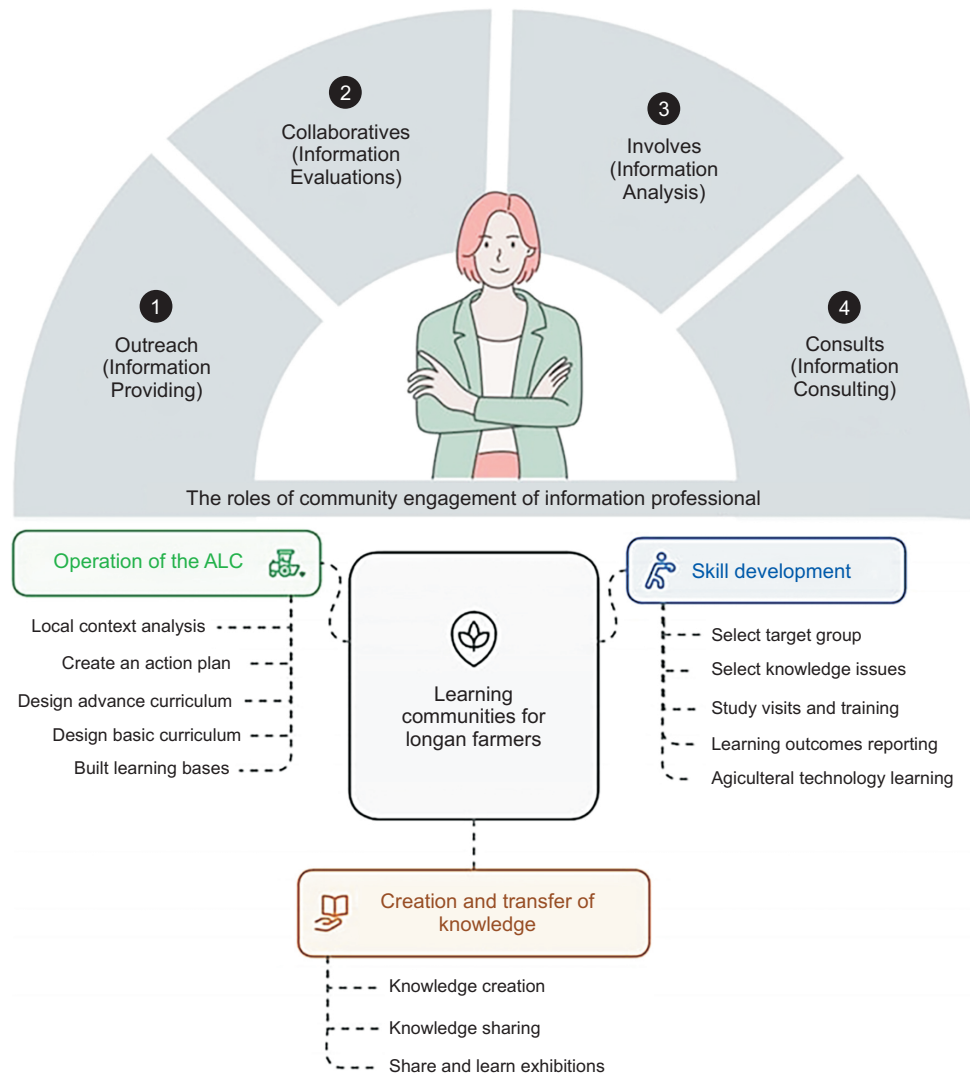 1
Outreach
(Information
Providing)
2
Collaboratives
(Information
Evaluations)
3
Involves
(Information
Analysis)
4
Consults
(Information
Consulting)
The roles of community engagement of information professional
Operation of the ALC
Local context analysis
Create an action plan
Design advance curriculum
Design basic curriculum
Built learning bases
Learning
communities for
longan farmers
Skill development
Select target group
Select knowledge issues
Study visits and training
Learning outcomes reporting
Agiculteral technology learning
Creation and transfer of
knowledge
Knowledge creation
Knowledge sharing
Share and learn exhibitions